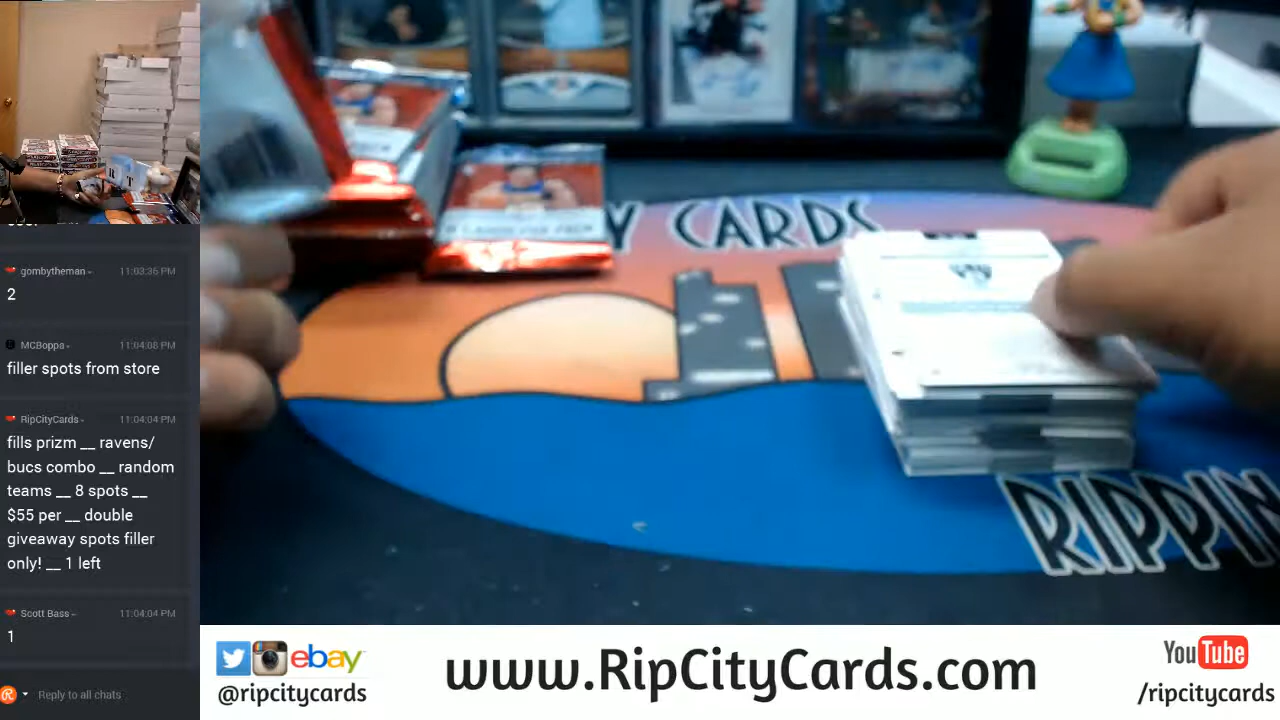 gombytheman
11:03:36 PM
2
MCBoppa
11:04:08 PM
filler spots from store
RipCityCards
11:04:04 PM
fills prizm __ ravens/
bucs combo __ random
teams __ 8 spots __
$55 per __ double
giveaway spots filler
only! __ 1 left
Scott Bass
11:04:04 PM
1
Reply to all chats
Y CARDS
RIPPIN
ebay
@ripcitycards
www.RipCityCards.com
YouTube
/ripcitycards